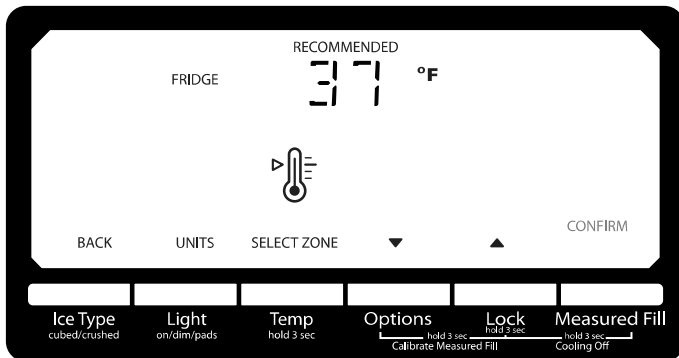 RECOMMENDED
FRIDGE 37 °F
BACK UNITS SELECT ZONE CONFIRM
Ice Type Light Temp Options Lock Measured Fill
cubed/crushed on/dim/pads hold 3 sec hold 3 sec
hold 3 sec hold 3 sec
Calibrate Measured Fill Cooling Off